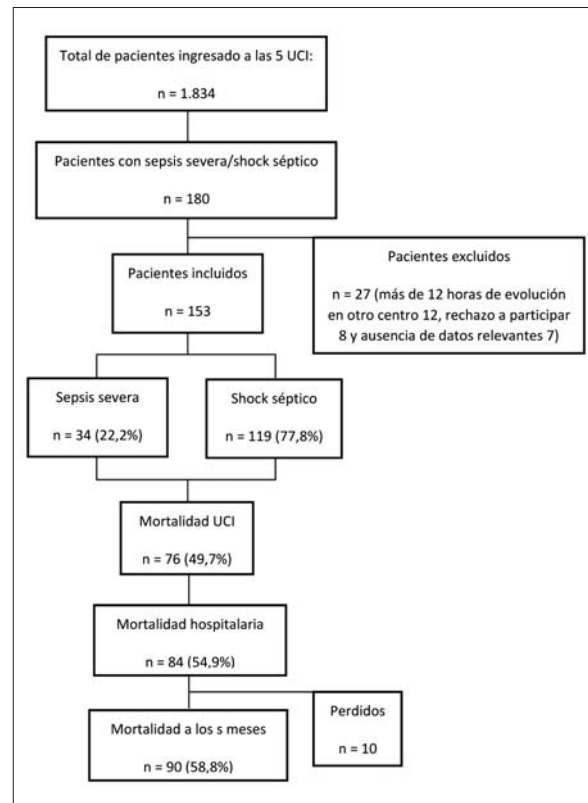 Total de pacientes ingresado a las 5 UCI:
n = 1.834
Pacientes con sepsis severa/shock séptico
n = 180
Pacientes excluidos
n = 27 (más de 12 horas de evolución
en otro centro 12, rechazo a participar
8 y ausencia de datos relevantes 7)
Pacientes incluidos
n = 153
Sepsis severa
n = 34 (22,2%)
Shock séptico
n = 119 (77,8%)
Mortalidad UCI
n = 76 (49,7%)
Mortalidad hospitalaria
n = 84 (54,9%)
Mortalidad a los s meses
n = 90 (58,8%)
Perdidos
n = 10